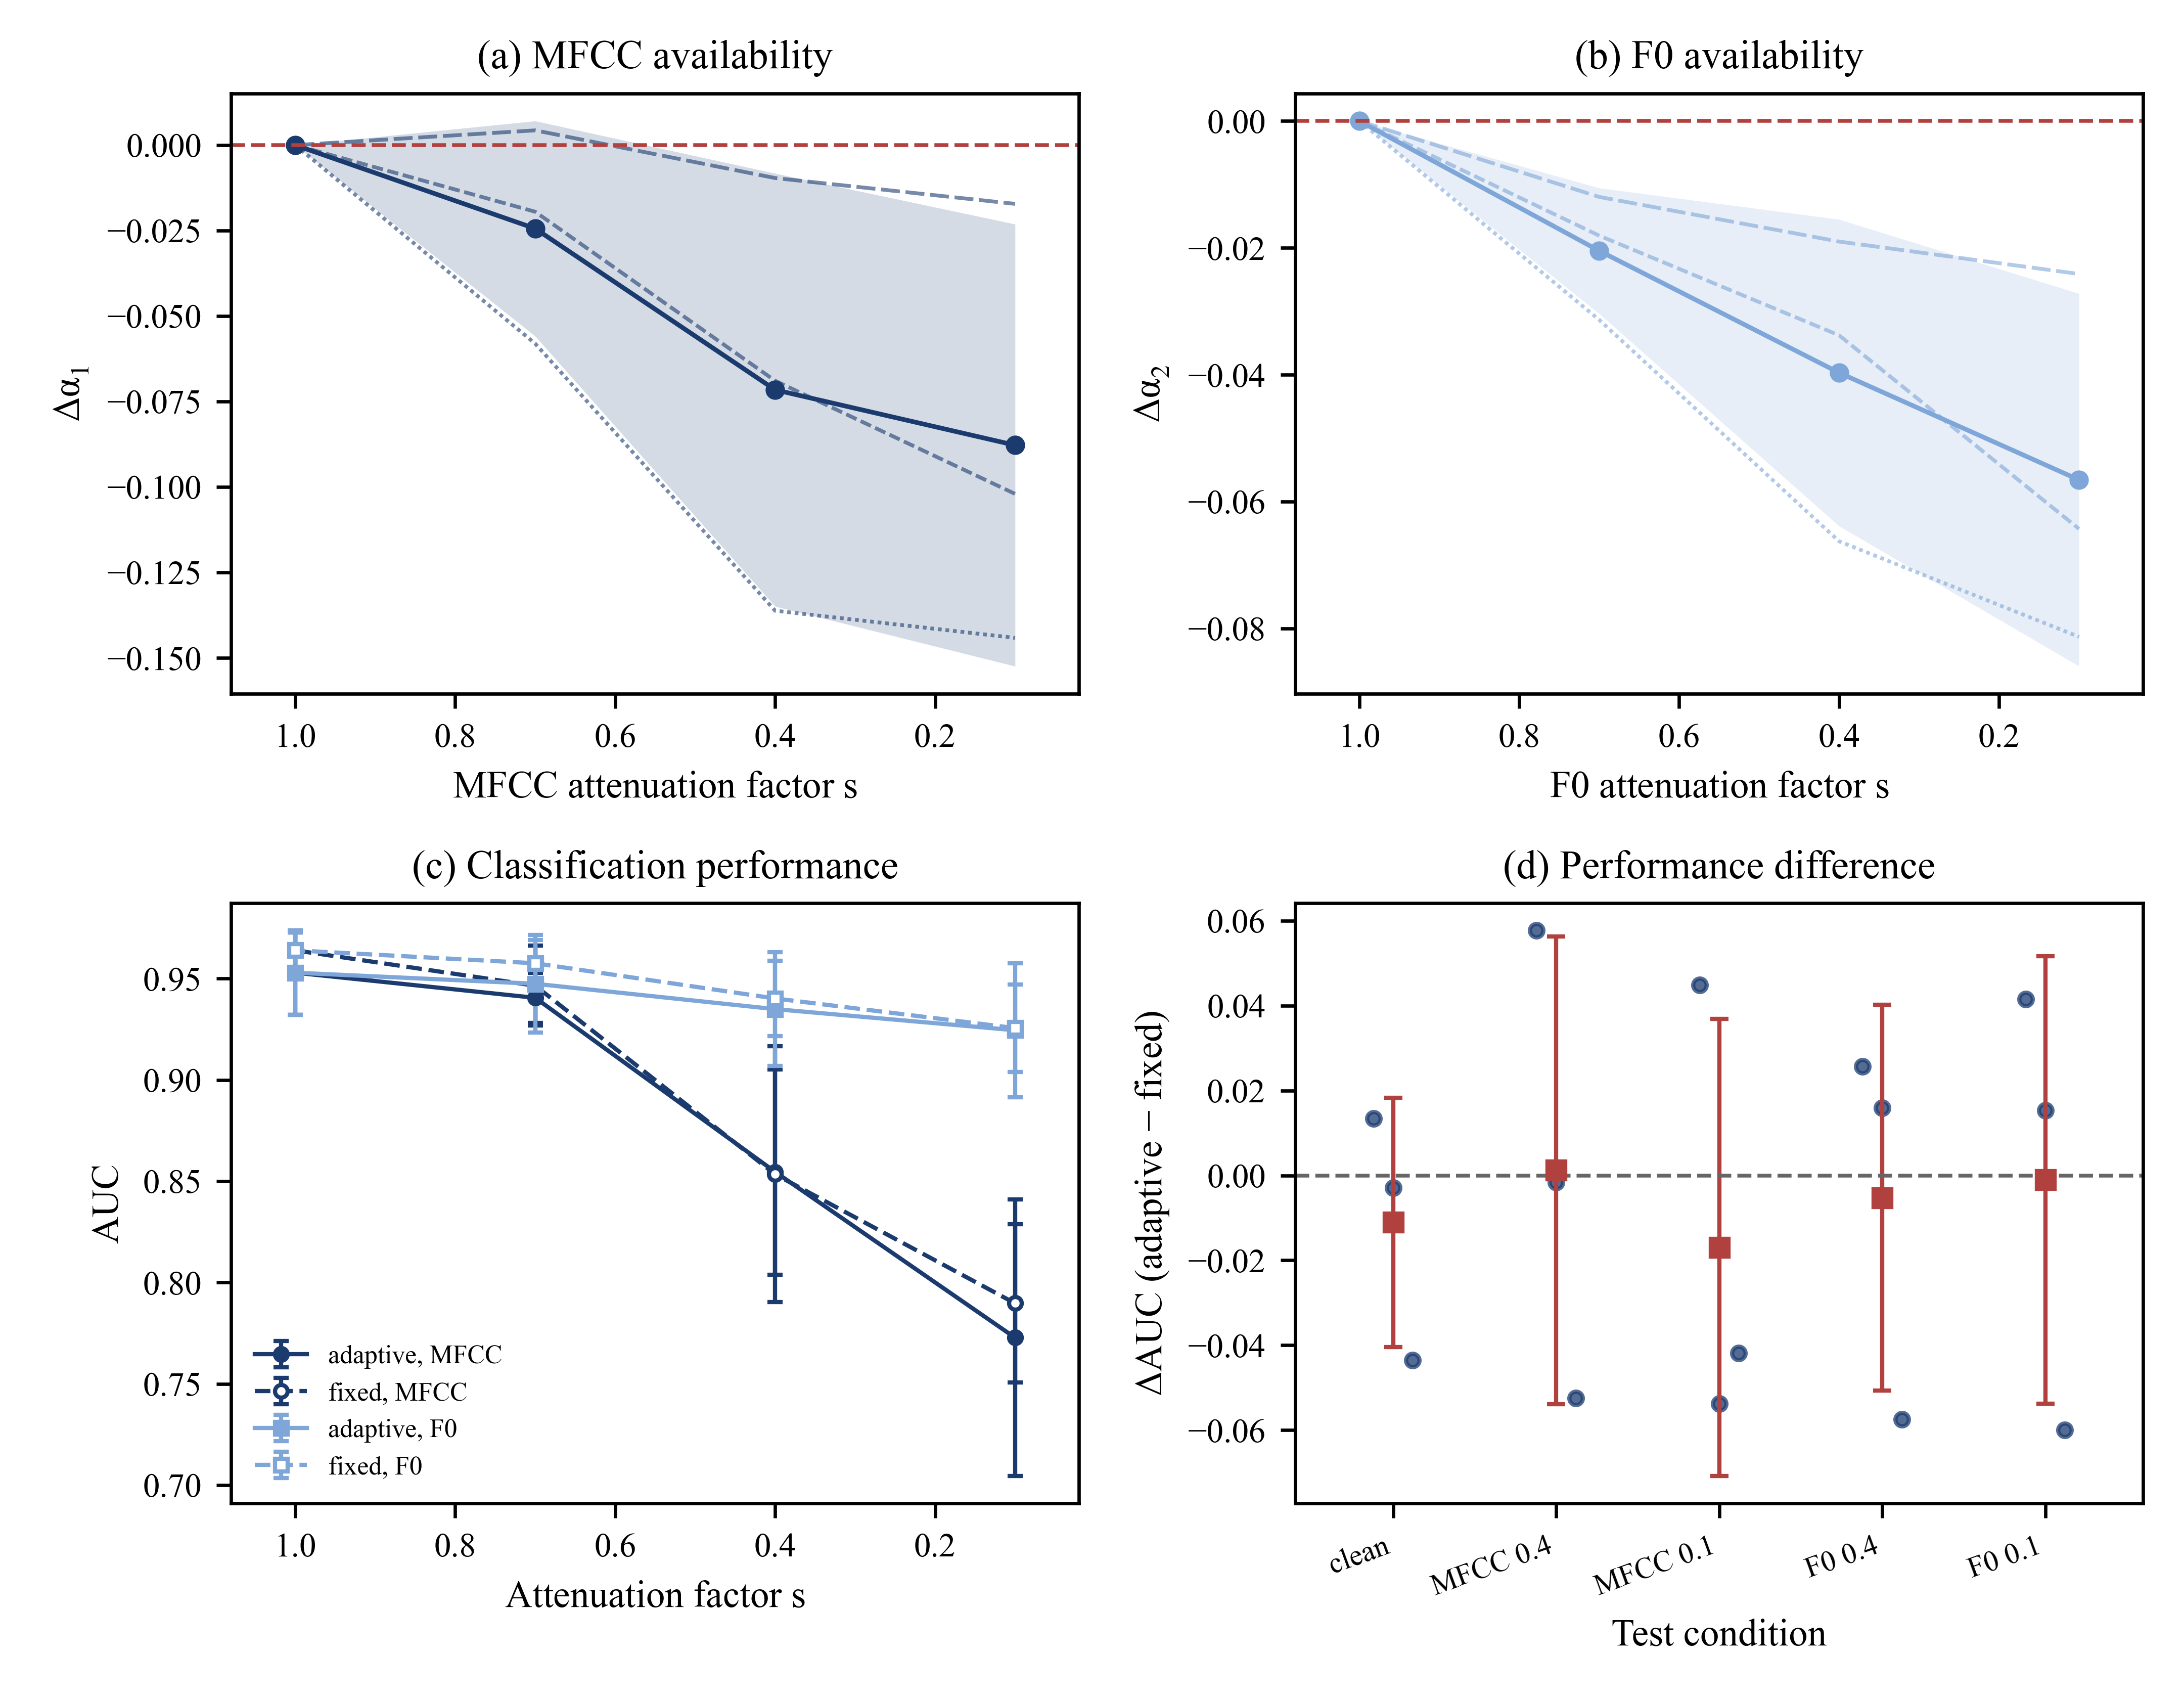 (a) MFCC availability
0.000
−0.025
−0.050
−0.075
−0.100
−0.125
−0.150
Δα1
1.0 0.8 0.6 0.4 0.2
MFCC attenuation factor s
(b) F0 availability
0.00
−0.02
−0.04
−0.06
−0.08
Δα2
1.0 0.8 0.6 0.4 0.2
F0 attenuation factor s
(c) Classification performance
0.95
0.90
0.85
0.80
0.75
0.70
AUC
adaptive, MFCC
fixed, MFCC
adaptive, F0
fixed, F0
1.0 0.8 0.6 0.4 0.2
Attenuation factor s
(d) Performance difference
0.06
0.04
0.02
0.00
−0.02
−0.04
−0.06
ΔAUC (adaptive − fixed)
clean MFCC 0.4 MFCC 0.1 F0 0.4 F0 0.1
Test condition